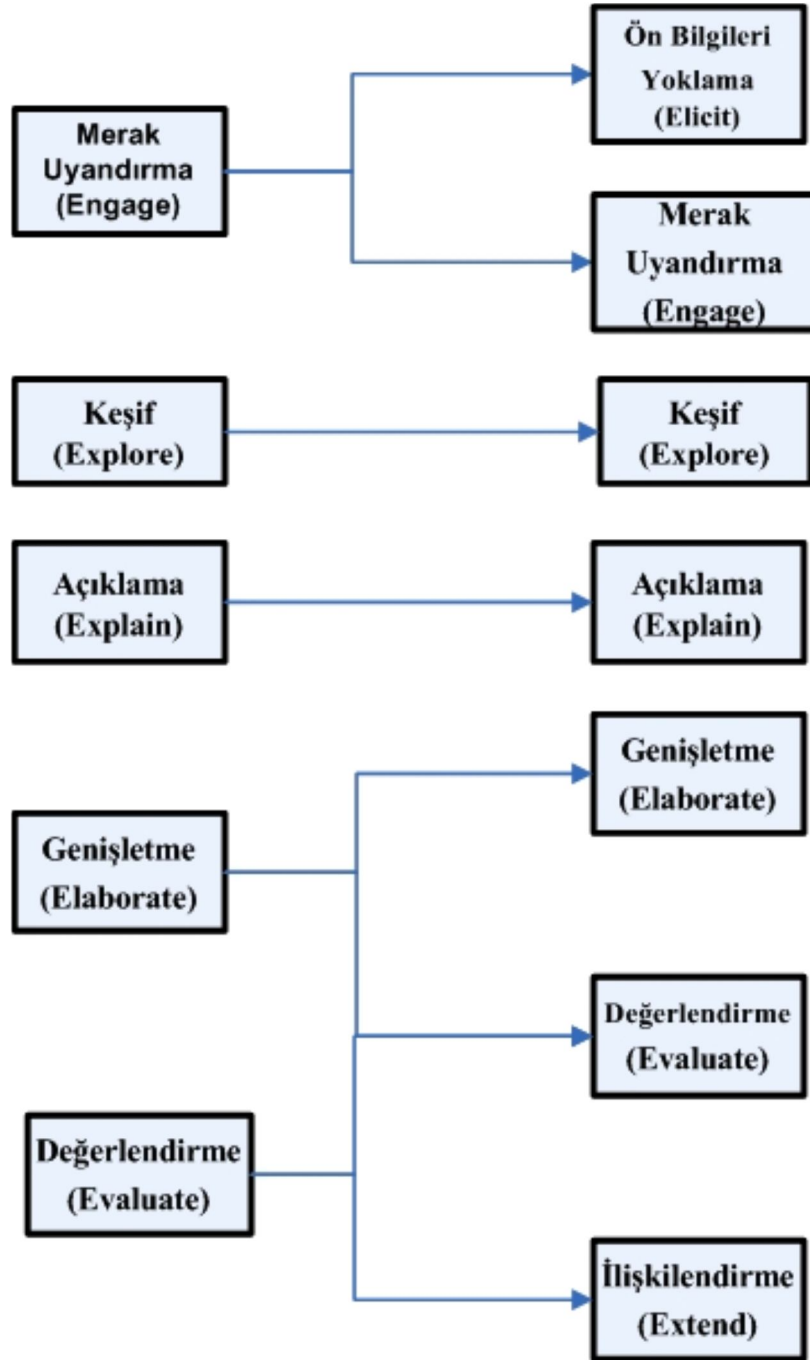 Merak
Uyandırma
(Engage)
Ön Bilgileri
Yoklama
(Elicit)
Merak
Uyandırma
(Engage)
Keşif
(Explore)
Keşif
(Explore)
Açıklama
(Explain)
Açıklama
(Explain)
Genişletme
(Elaborate)
Genişletme
(Elaborate)
Değerlendirme
(Evaluate)
Değerlendirme
(Evaluate)
İlişkilendirme
(Extend)